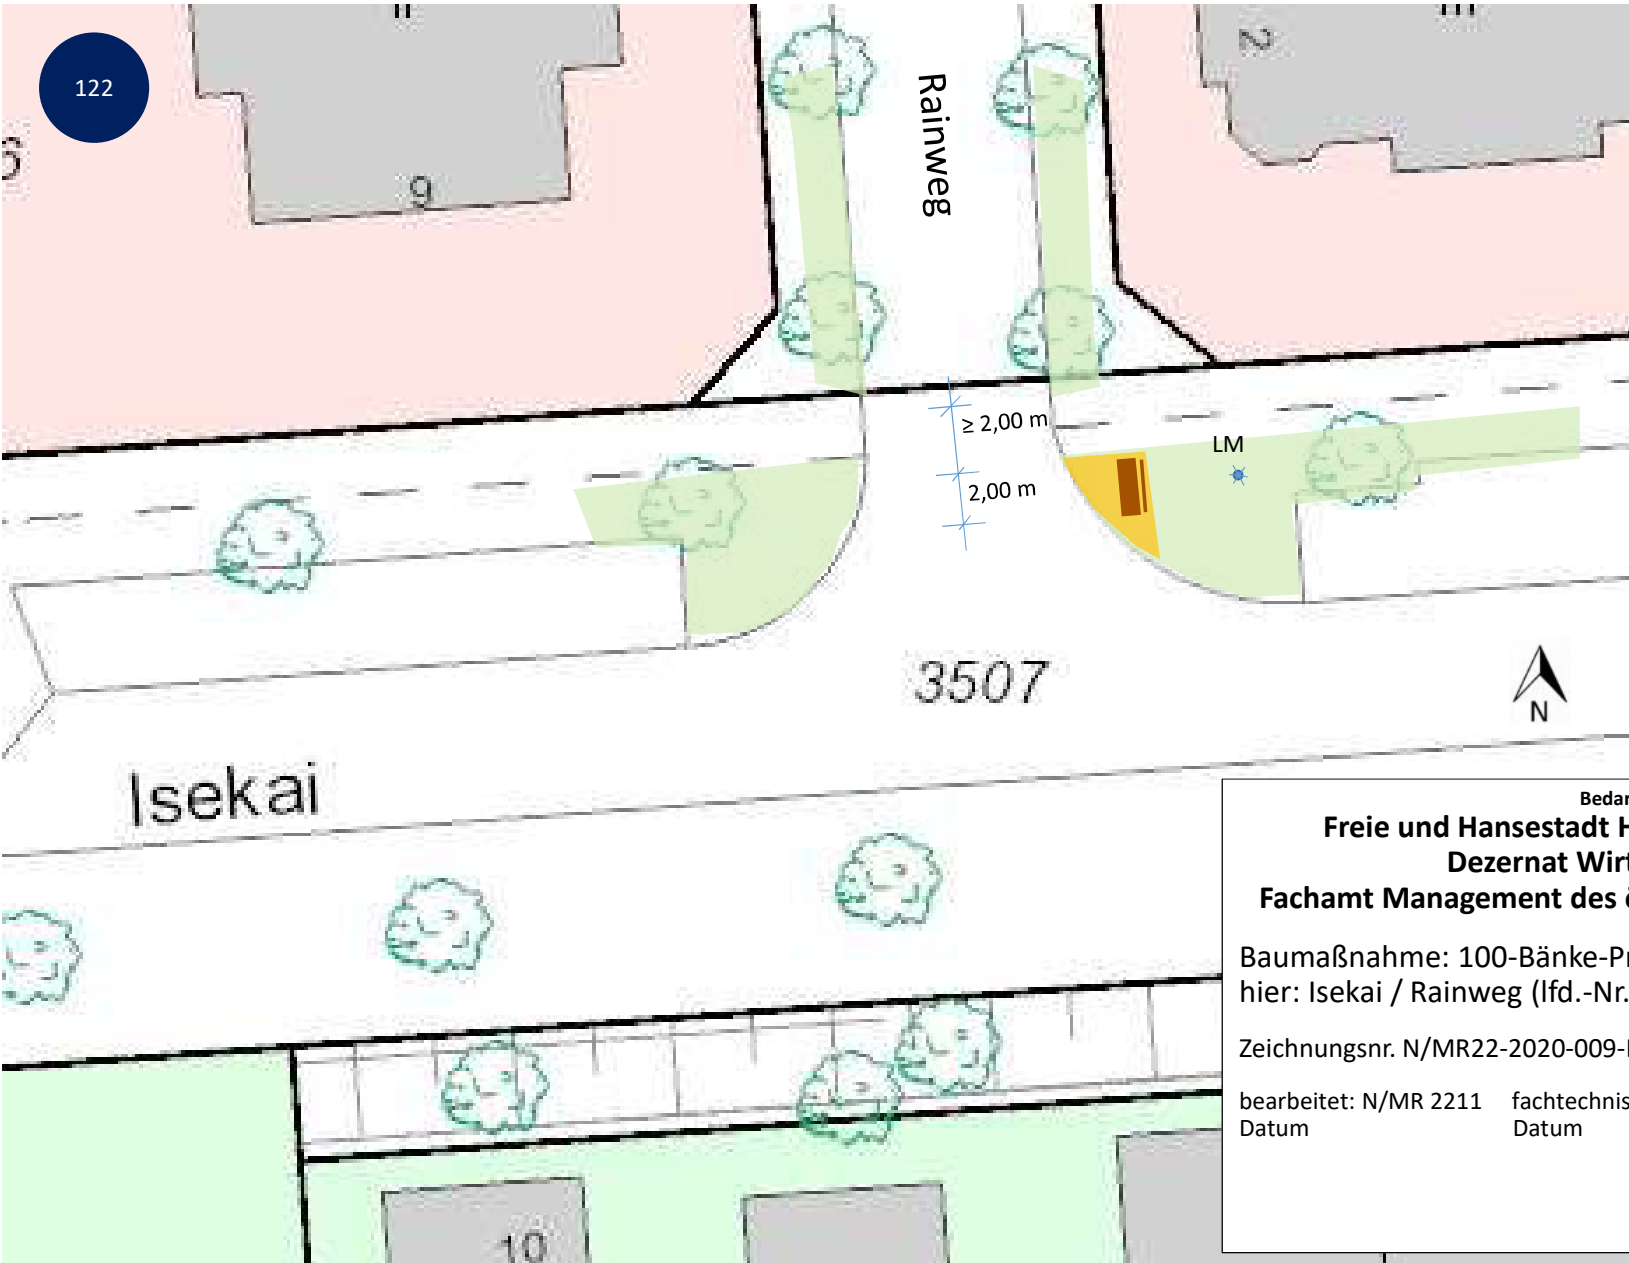 122
9
2
Rainweg
≥ 2,00 m
LM
2,00 m
3507
N
Isekai
Freie und Hansestadt
Dezernat
Fachamt Management des
Baumaßnahme: 100-Bänke-
hier: Isekai / Rainweg (lfd.-Nr.
Zeichnungsnr. N/MR22-2020-009-
bearbeitet: N/MR 2211
Datum
Datum
10